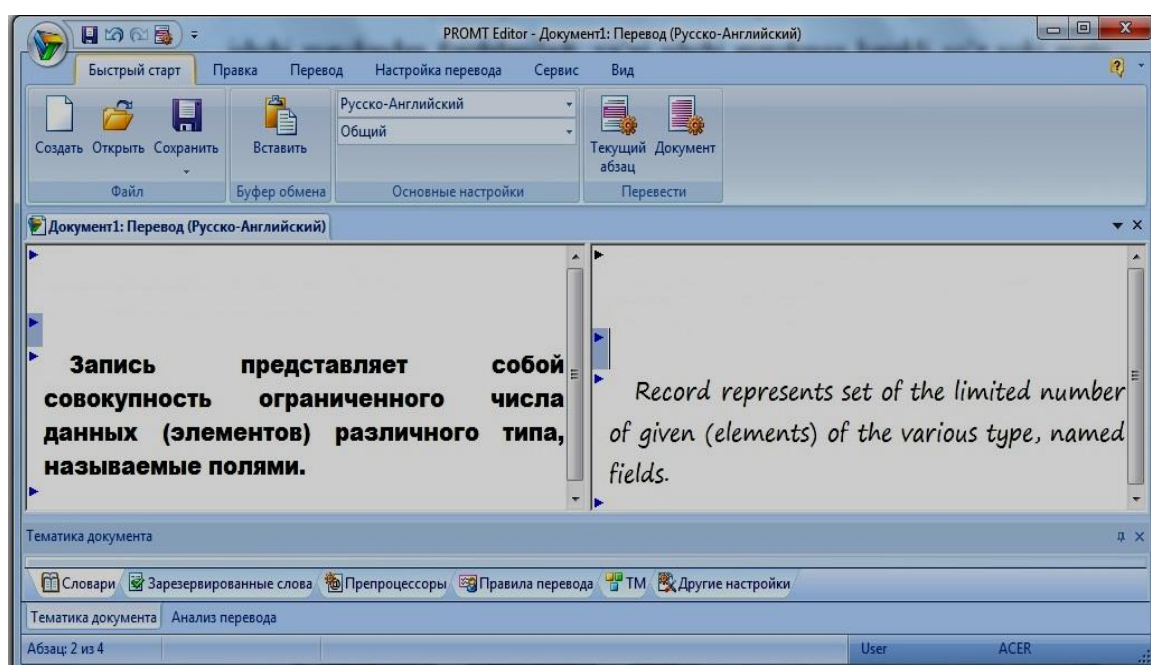 PROMT Editor - Документ1: Перевод (Русско-Английский)
Быстрый старт Правка Перевод Настройка перевода Сервис Вид
Русско-Английский
Общий
Создать Открыть Сохранить Вставить Текущий абзац Документ
Файл Буфер обмена Основные настройки Перевести
Документ1: Перевод (Русско-Английский)
Запись представляет собой
совокупность ограниченного числа
данных (элементов) различного типа,
называемые полями.
Record represents set of the limited number
of given (elements) of the various type, named
fields.
Тематика документа
Словари Зарезервированные слова Препроцессоры Правила перевода ТМ Другие настройки
Тематика документа Анализ перевода
Абзац: 2 из 4 User ACER